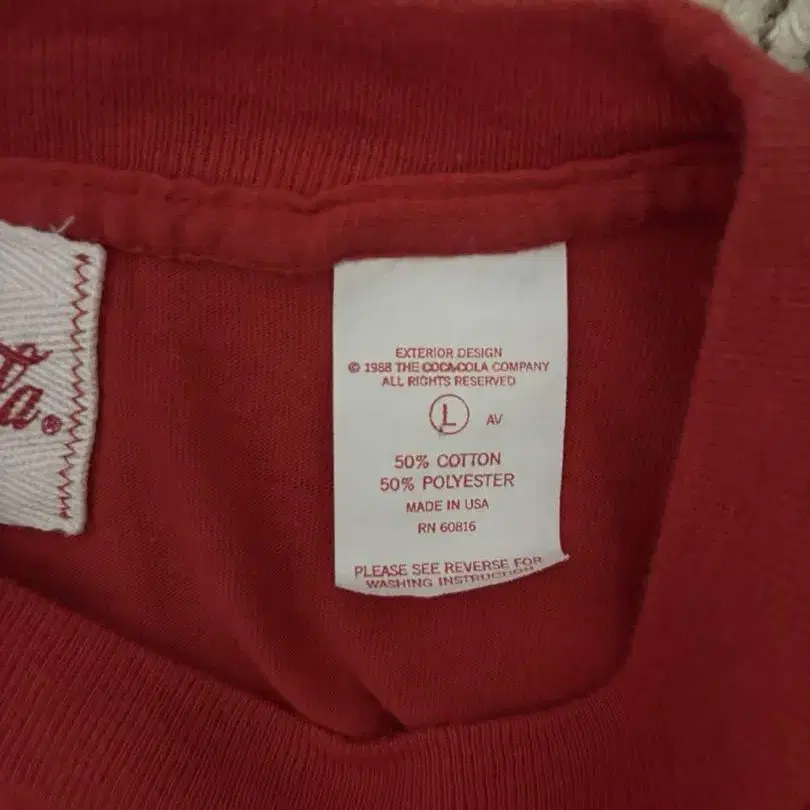 la®
EXTERIOR DESIGN
© 1988 THE COCA-COLA COMPANY
ALL RIGHTS RESERVED
L AV
50% COTTON
50% POLYESTER
MADE IN USA
RN 60816
PLEASE SEE REVERSE FOR
WASHING INSTRUCTIONS